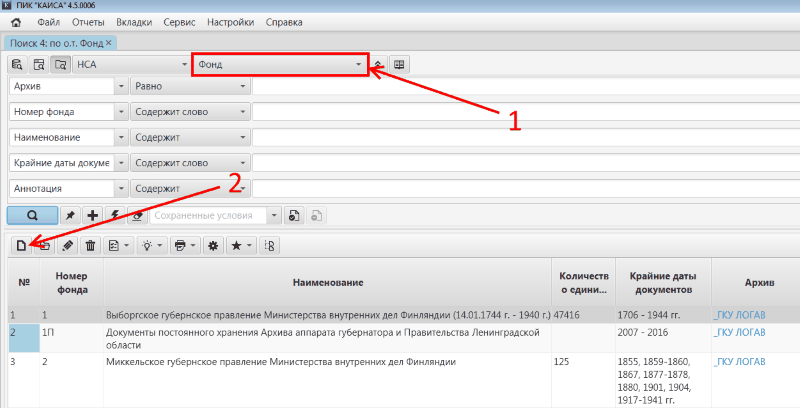 ПИК "КАИСА" 4.5.0006
Файл Отчеты Вкладки Сервис Настройки Справка
Поиск 4: по о.т. Фонд ×
НСА Фонд
1
Архив Равно
Номер фонда Содержит слово
Наименование Содержит
Крайние даты докуме Содержит слово
Аннотация Содержит
2
Сохраненные условия
№ Номер фонда Наименование Количеств о едини... Крайние даты документов Архив
1 1 Выборгское губернское правление Министерства внутренних дел Финляндии (14.01.1744 г. - 1940 г.) 47416 1706 - 1944 гг. _ГКУ ЛОГАВ
2 1П Документы постоянного хранения Архива аппарата губернатора и Правительства Ленинградской 2007 - 2016 _ГКУ ЛОГАВ
области
3 2 Миккельское губернское правление Министерства внутренних дел Финляндии 125 1855, 1859-1860, _ГКУ ЛОГАВ
1867, 1877-1878,
1880, 1901, 1904,
1917-1941 гг.